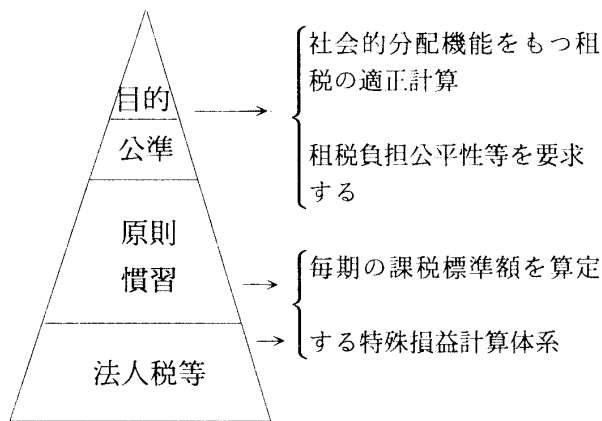 目的
公準
原則
慣習
法人税等
社会的分配機能をもつ租
税の適正計算
租税負担公平性等を要求
する
毎期の課税標準額を算定
する特殊損益計算体系